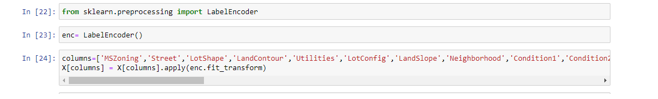 In [22]: from sklearn.preprocessing import LabelEncoder
In [23]: enc= LabelEncoder()
In [24]: columns=['MSZoning','Street','LotShape','LandContour','Utilities','LotConfig','LandSlope','Neighborhood','Condition1','Condition2
X[columns] = X[columns].apply(enc.fit_transform)